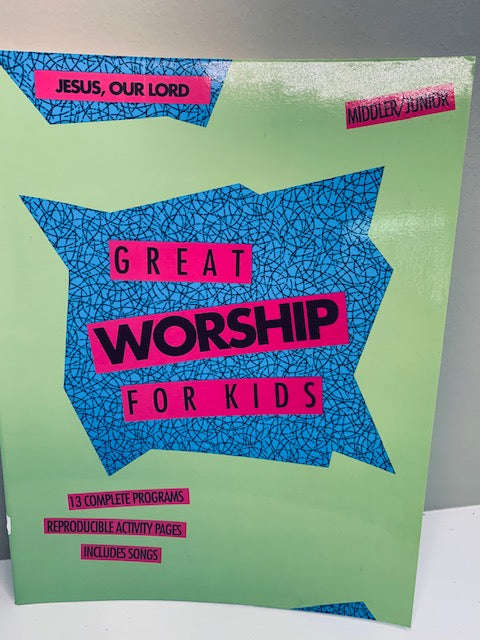 JESUS, OUR LORD
MIDDLER/JUNIOR
GREAT
WORSHIP
FOR KIDS
13 COMPLETE PROGRAMS
REPRODUCIBLE ACTIVITY PAGES
INCLUDES SONGS